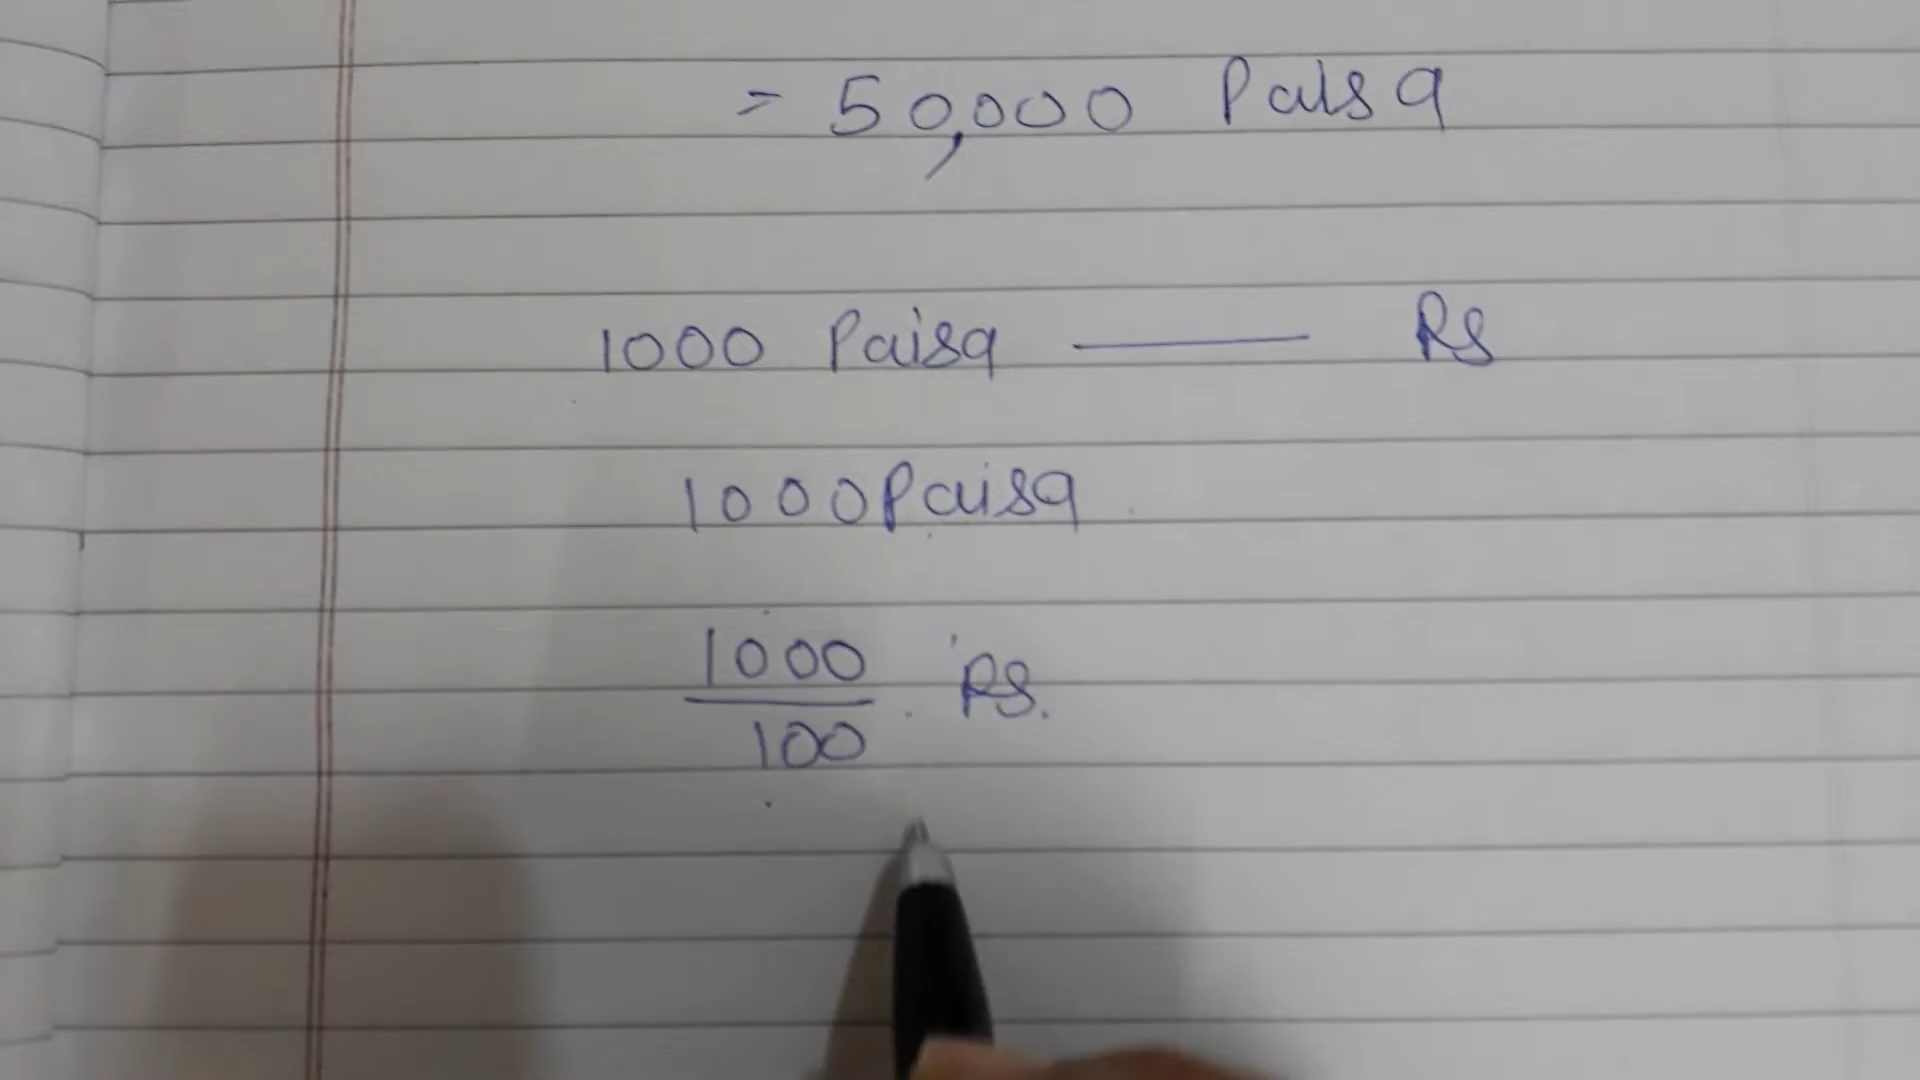 = 50,000 Paisa
1000 Paisa —— Rs
1000 Paisa
1000
100
Rs.